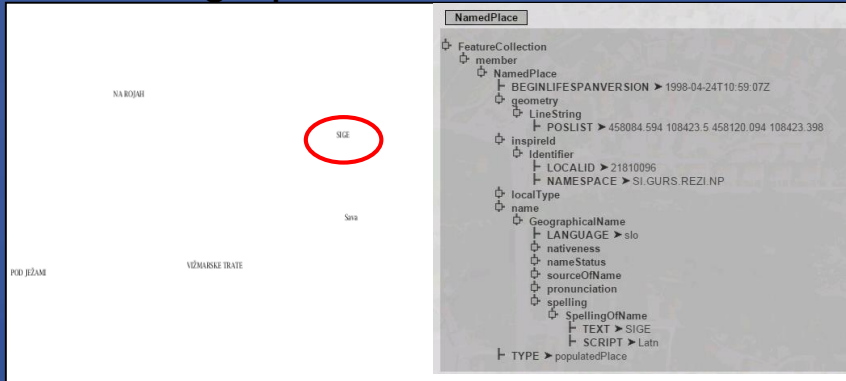 NA ROJAH
SIGE
Sava
VIŽMARSKE TRATE
POD JEŽAMI
NamedPlace
FeatureCollection
member
NamedPlace
BEGINLIFESPANVERSION ➤ 1998-04-24T10:59:07Z
geometry
LineString
POSLIST ➤ 458084.594 108423.5 458120.094 108423.398
inspireId
Identifier
LOCALID ➤ 21810096
NAMESPACE ➤ SI.GURS.REZI.NP
localType
name
GeographicalName
LANGUAGE ➤ slo
nativeness
nameStatus
sourceOfName
pronunciation
spelling
SpellingOfName
TEXT ➤ SIGE
SCRIPT ➤ Latn
TYPE ➤ populatedPlace